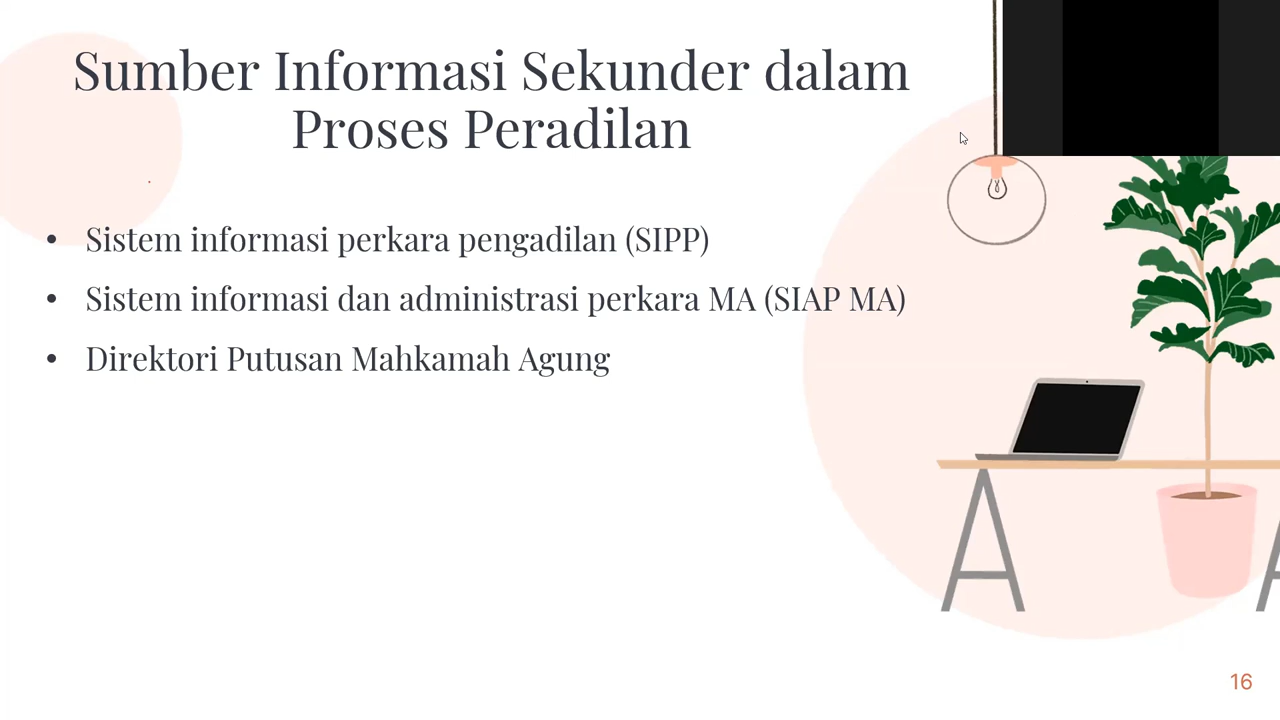 Sumber Informasi Sekunder dalam
Proses Peradilan
• Sistem informasi perkara pengadilan (SIPP)
• Sistem informasi dan administrasi perkara MA (SIAP MA)
• Direktori Putusan Mahkamah Agung
16